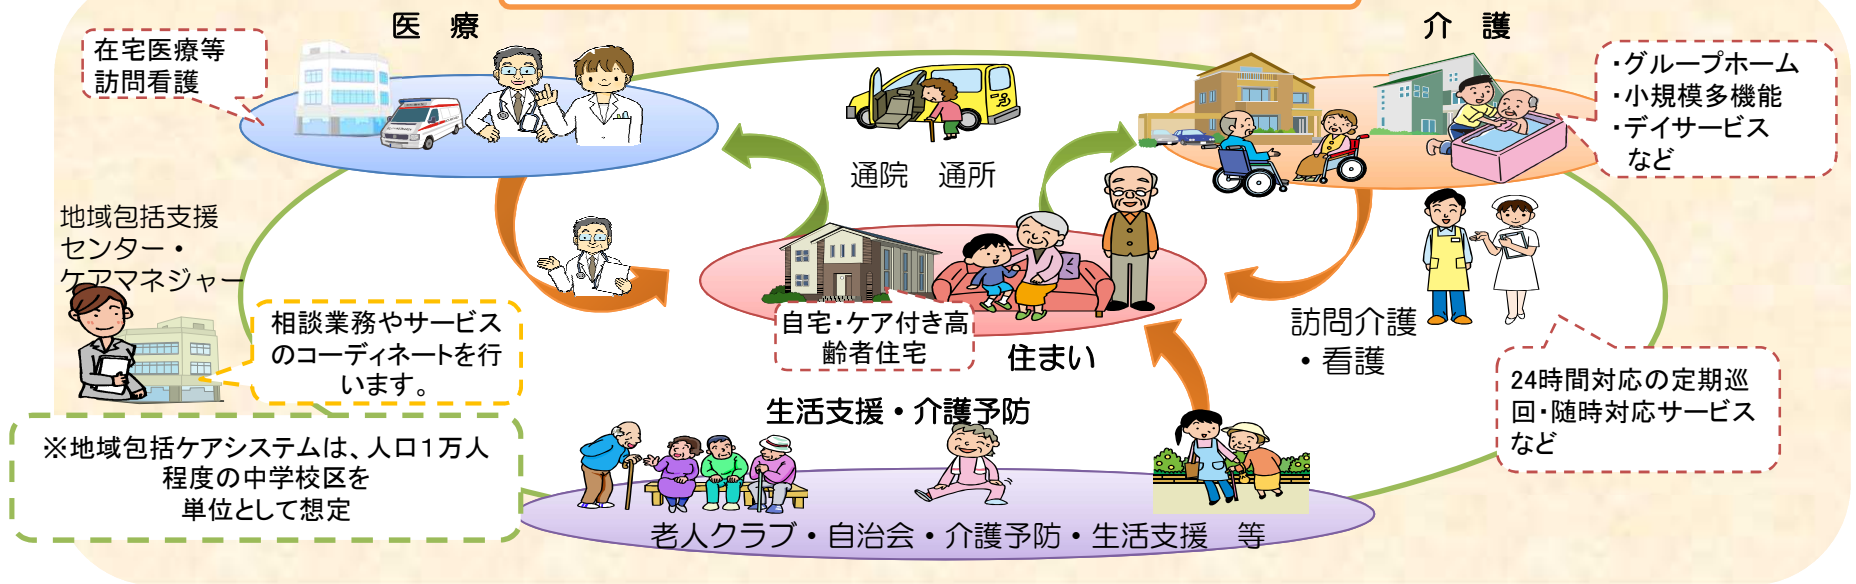 医　療
介　護
在宅医療等
訪問看護
・グループホーム
・小規模多機能
・デイサービス
など
通院　通所
地域包括支援
センター・
ケアマネジャー
相談業務やサービス
のコーディネートを行
います。
自宅・ケア付き高
齢者住宅
住まい
訪問介護
・看護
24時間対応の定期巡
回・随時対応サービス
など
生活支援・介護予防
※地域包括ケアシステムは、人口１万人
程度の中学校区を
単位として想定
老人クラブ・自治会・介護予防・生活支援　等